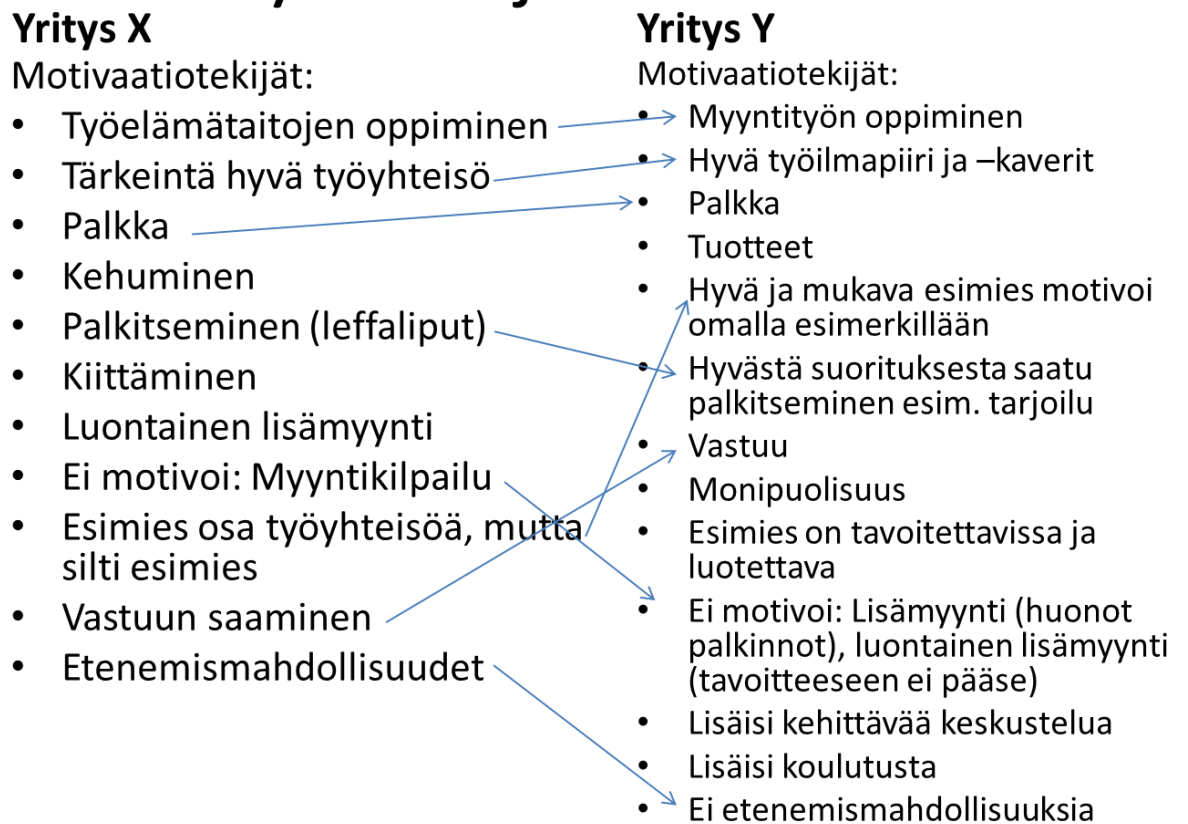 Yritys X
Motivaatiotekijät:
• Työelämätaitojen oppiminen
• Tärkeintä hyvä työyhteisö
• Palkka
• Kehuminen
• Palkitseminen (leffaliput)
• Kiittäminen
• Luontainen lisämyynti
• Ei motivoi: Myyntikilpailu
• Esimies osa työyhteisöä, mutta
silti esimies
• Vastuun saaminen
• Etenemismahdollisuudet
Yritys Y
Motivaatiotekijät:
• Myyntityön oppiminen
• Hyvä työilmapiiri ja –kaverit
• Palkka
• Tuotteet
• Hyvä ja mukava esimies motivoi
omalla esimerkillään
• Hyvästä suorituksesta saatu
palkitseminen esim. tarjoilu
• Vastuu
• Monipuolisuus
• Esimies on tavoitettavissa ja
luotettava
• Ei motivoi: Lisämyynti (huonot
palkinnot), luontainen lisämyynti
(tavoitteeseen ei pääse)
• Lisäisi kehittävää keskustelua
• Lisäisi koulutusta
• Ei etenemismahdollisuuksia